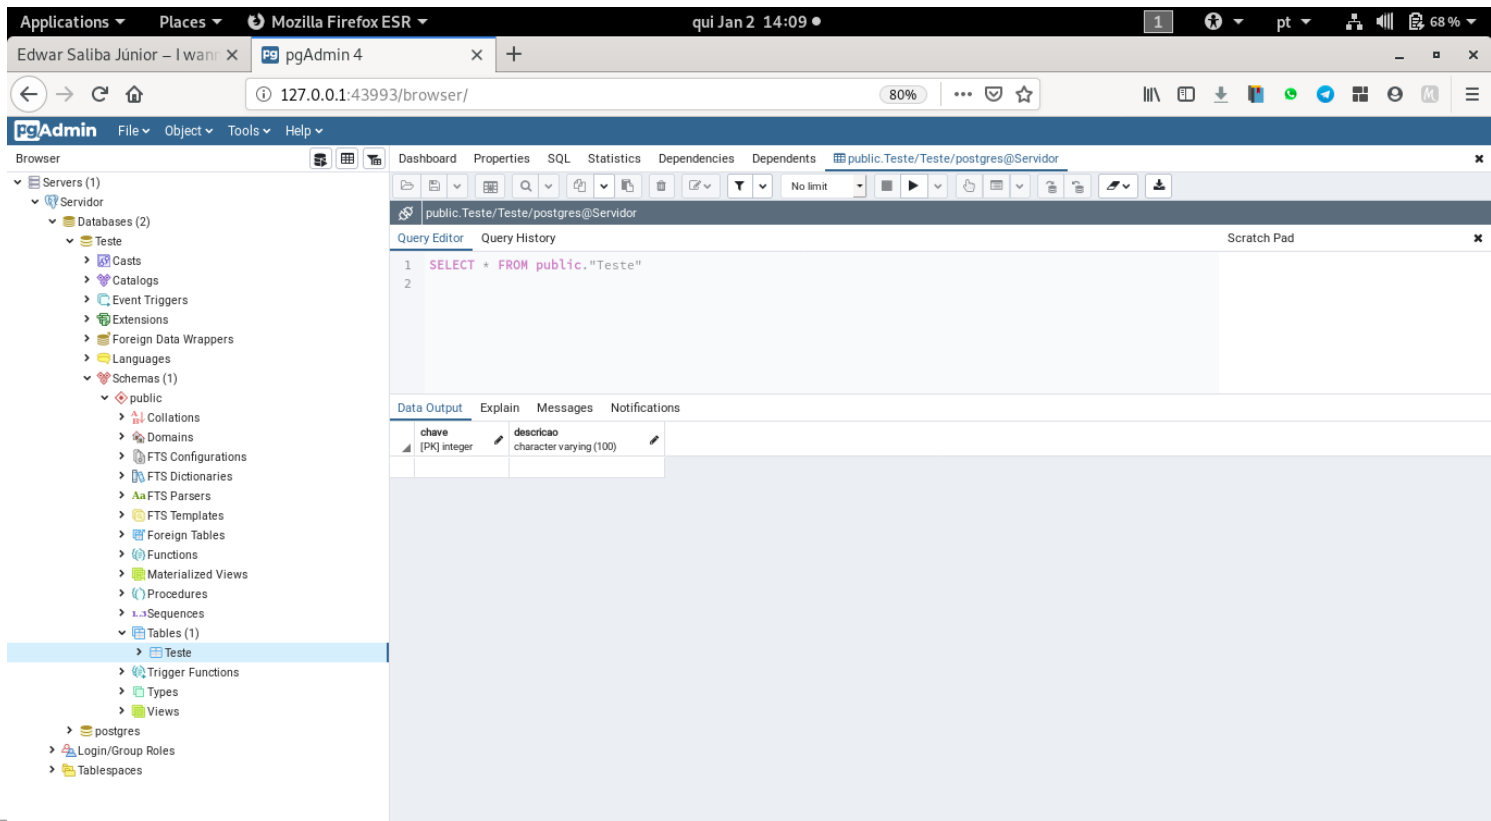 Applications Places Mozilla Firefox ESR qui Jan 2 14:09 1 pt 68 %
Edwar Saliba Júnior – I wann pgAdmin 4
127.0.0.1:43993/browser/ 80%
pgAdmin File Object Tools Help
Browser Dashboard Properties SQL Statistics Dependencies Dependents public.Teste/Teste/postgres@Servidor
Servers (1)
Servidor
Databases (2)
Teste
Casts
Catalogs
Event Triggers
Extensions
Foreign Data Wrappers
Languages
Schemas (1)
public
Collations
Domains
FTS Configurations
FTS Dictionaries
FTS Parsers
FTS Templates
Foreign Tables
Functions
Materialized Views
Procedures
Sequences
Tables (1)
Teste
Trigger Functions
Types
Views
postgres
Login/Group Roles
Tablespaces
No limit
public.Teste/Teste/postgres@Servidor
Query Editor Query History Scratch Pad
1 SELECT * FROM public."Teste"
2
Data Output Explain Messages Notifications
chave descricao
[PK] integer character varying (100)